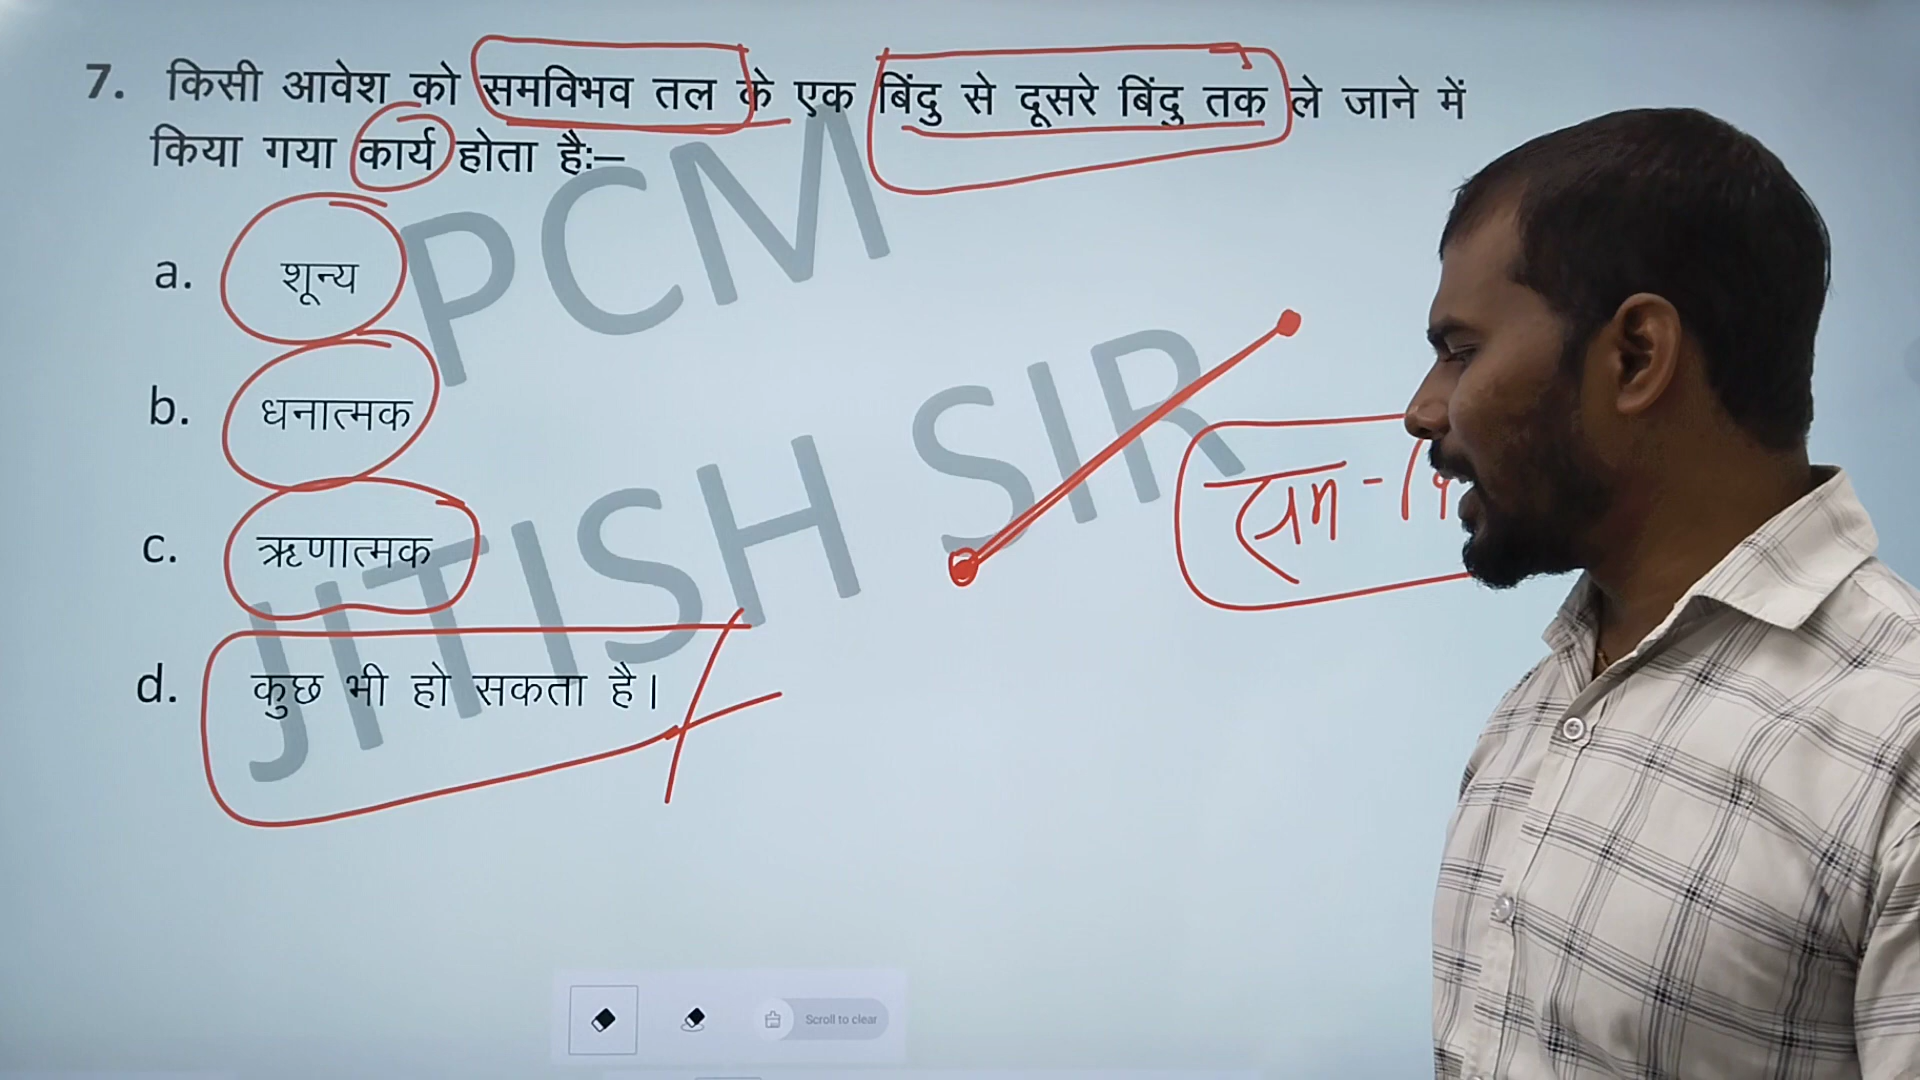 7. किसी आवेश को समविभव तल के एक बिंदु से दूसरे बिंदु तक ले जाने में
किया गया कार्य होता है:–
a. शून्य
b. धनात्मक
c. ऋणात्मक
d. कुछ भी हो सकता है।
PCM
JITISH SIR
सम-
Scroll to clear